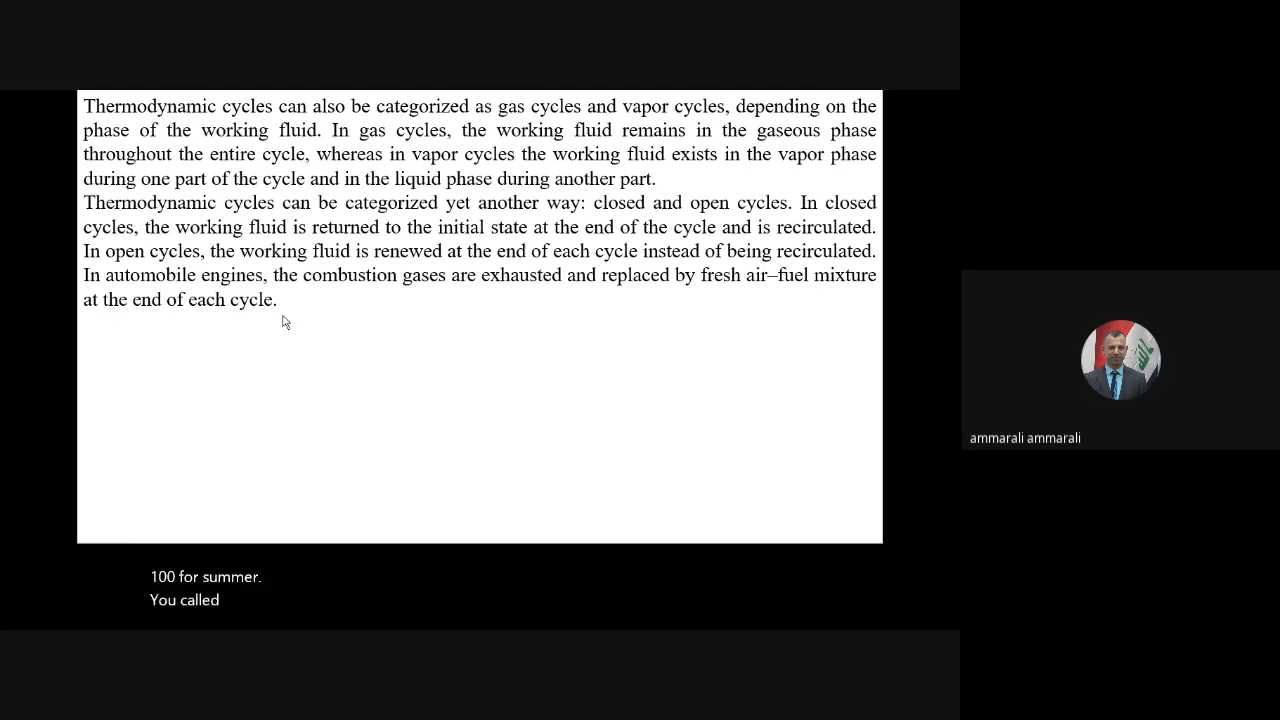 Thermodynamic cycles can also be categorized as gas cycles and vapor cycles, depending on the
phase of the working fluid. In gas cycles, the working fluid remains in the gaseous phase
throughout the entire cycle, whereas in vapor cycles the working fluid exists in the vapor phase
during one part of the cycle and in the liquid phase during another part.
Thermodynamic cycles can be categorized yet another way: closed and open cycles. In closed
cycles, the working fluid is returned to the initial state at the end of the cycle and is recirculated.
In open cycles, the working fluid is renewed at the end of each cycle instead of being recirculated.
In automobile engines, the combustion gases are exhausted and replaced by fresh air–fuel mixture
at the end of each cycle.
ammarali ammarali
100 for summer.
You called